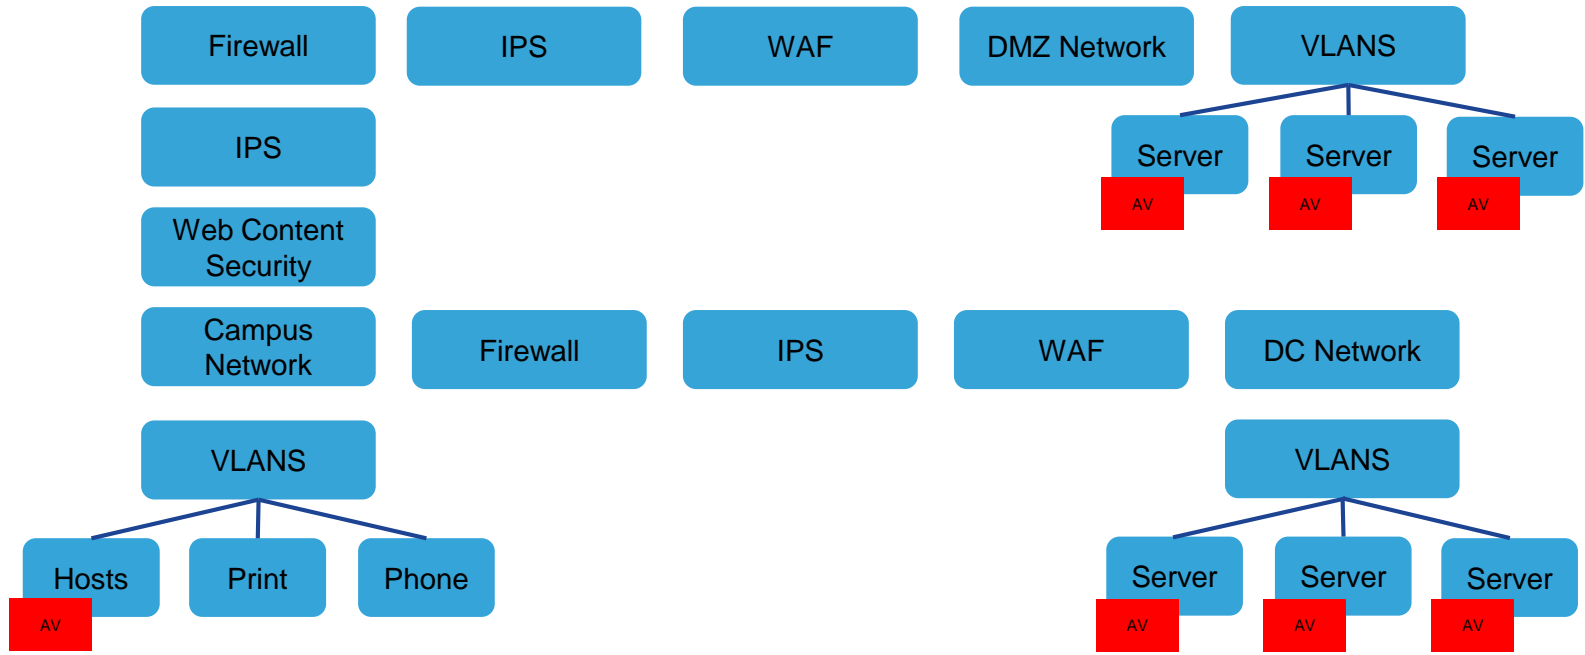 Firewall
IPS
WAF
DMZ Network
VLANS
IPS
Server
Server
Server
AV
AV
AV
Web Content
Security
Campus
Network
Firewall
IPS
WAF
DC Network
VLANS
VLANS
Hosts
Print
Phone
Server
Server
Server
AV
AV
AV
AV